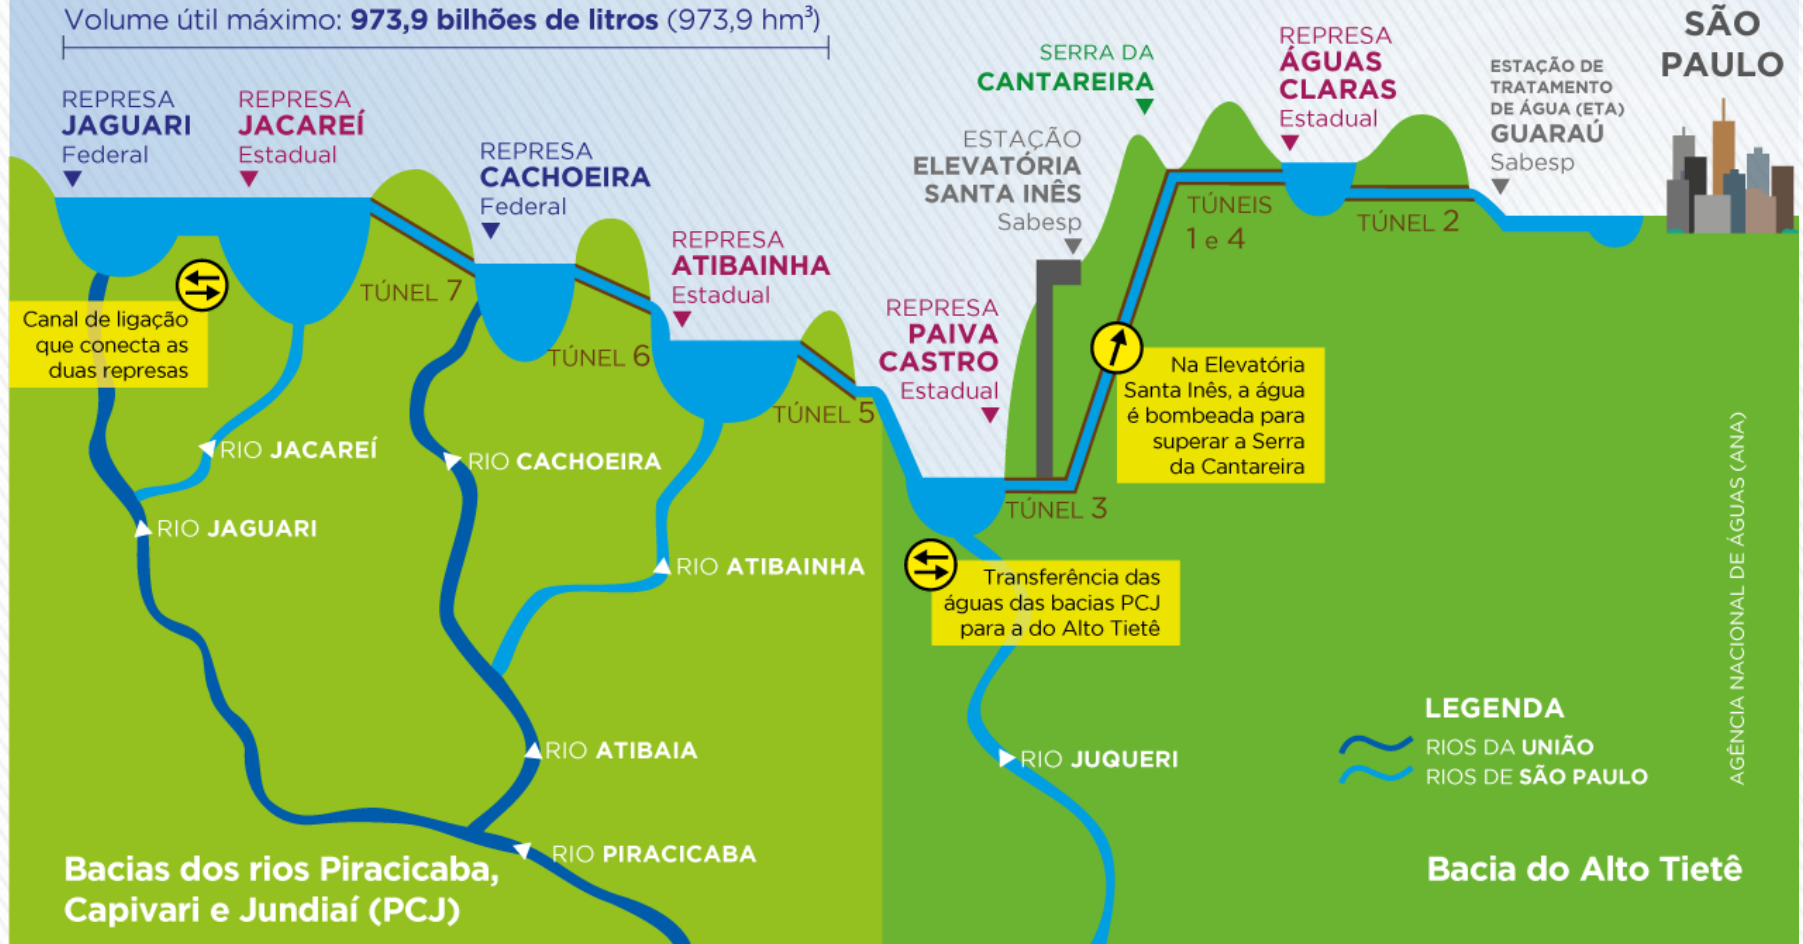 Volume útil máximo: 973,9 bilhões de litros (973,9 hm³)
REPRESA
JAGUARI
Federal
REPRESA
JACAREÍ
Estadual
REPRESA
CACHOEIRA
Federal
REPRESA
ATIBAINHA
Estadual
REPRESA
PAIVA
CASTRO
Estadual
ESTAÇÃO
ELEVATÓRIA
SANTA INÊS
Sabesp
SERRA DA
CANTAREIRA
REPRESA
ÁGUAS
CLARAS
Estadual
ESTAÇÃO DE
TRATAMENTO
DE ÁGUA (ETA)
GUARAÚ
Sabesp
SÃO
PAULO
TÚNEL 7
TÚNEL 6
TÚNEL 5
TÚNEL 3
TÚNEIS
1 e 4
TÚNEL 2
Canal de ligação
que conecta as
duas represas
Na Elevatória
Santa Inês, a água
é bombeada para
superar a Serra
da Cantareira
Transferência das
águas das bacias PCJ
para a do Alto Tietê
RIO JACAREÍ
RIO JAGUARI
RIO CACHOEIRA
RIO ATIBAINHA
RIO ATIBAIA
RIO PIRACICABA
RIO JUQUERI
LEGENDA
RIOS DA UNIÃO
RIOS DE SÃO PAULO
AGÊNCIA NACIONAL DE ÁGUAS (ANA)
Bacias dos rios Piracicaba,
Capivari e Jundiaí (PCJ)
Bacia do Alto Tietê